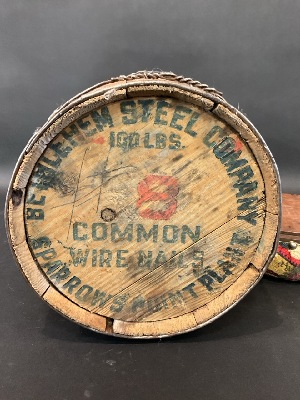 BETHLEHEM STEEL COMPANY
100 LBS.
8
COMMON
WIRE NAILS
SPARROWS POINT PLANT